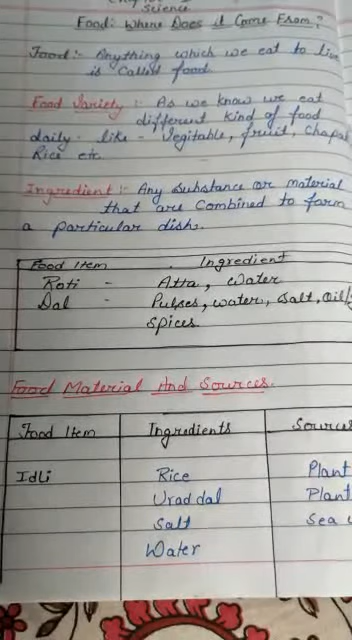 Science
Food: Where Does it Come From?
Food:- Anything which we eat to live
is Called food.
Food Variety :- As we know we eat
different kind of food
daily. like - Vegitable, fruit,
Rice etc.
Ingredient:- Any Substance or material
that are Combined to form
a particular dish.
Food Item Ingredient
Roti - Atta, Water
Dal - Pulses, water, Salt, Oil/
Spices
Food Material And Sources.
Food Item Ingredients Sources
Idli Rice Plant
Urad dal Plant
Salt Sea
Water